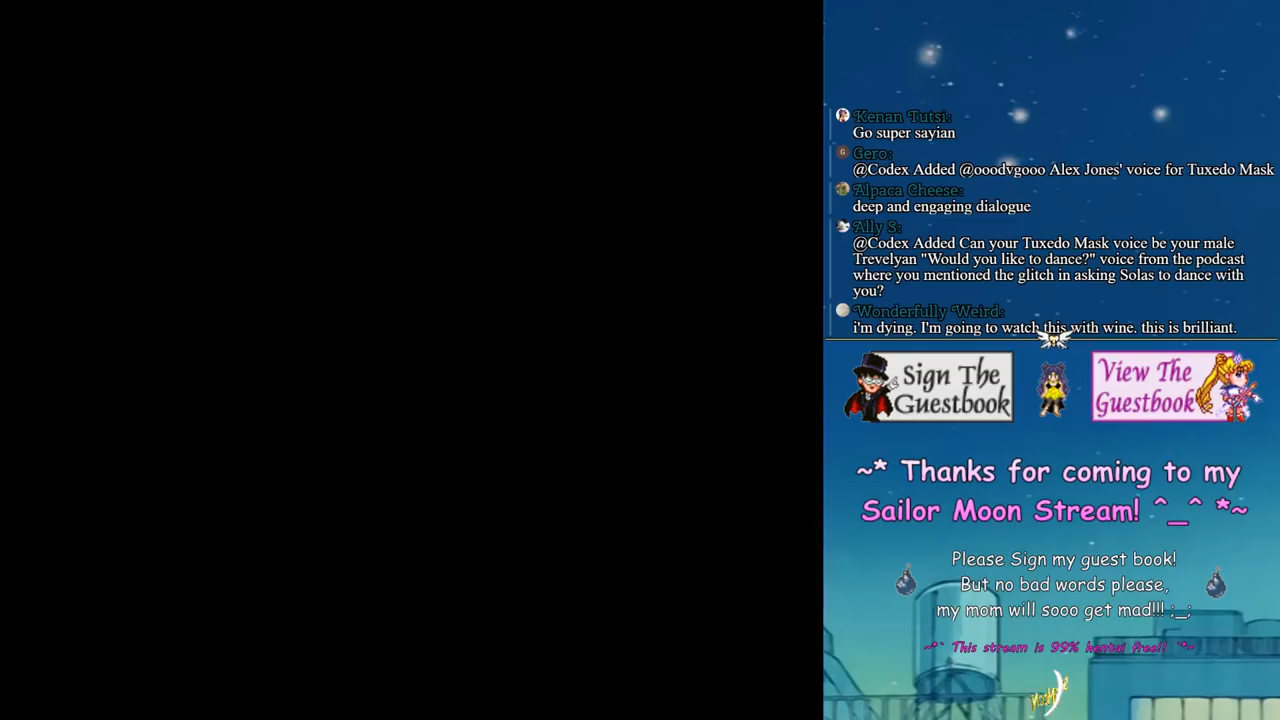 Kenan Tutsi:
Go super sayian
Gero:
@Codex Added @ooodvgooo Alex Jones' voice for Tuxedo Mask
Alpaca Cheese:
deep and engaging dialogue
Ally S:
@Codex Added Can your Tuxedo Mask voice be your male
Trevelyan "Would you like to dance?" voice from the podcast
where you mentioned the glitch in asking Solas to dance with
you?
Wonderfully Weird:
i'm dying. I'm going to watch this with wine. this is brilliant.
Sign The
Guestbook
View The
Guestbook
~* Thanks for coming to my
Sailor Moon Stream! ^_^ *~
Please Sign my guest book!
But no bad words please,
my mom will sooo get mad!!! ;_;
~*` This stream is 99% hentai free!! `*~